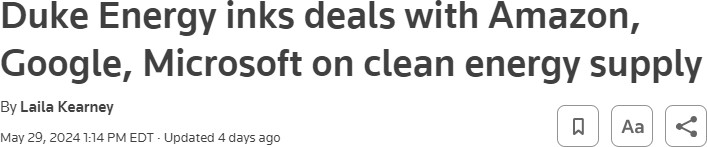 Duke Energy inks deals with Amazon,
Google, Microsoft on clean energy supply
By Laila Kearney
May 29, 2024 1:14 PM EDT · Updated 4 days ago
Aa